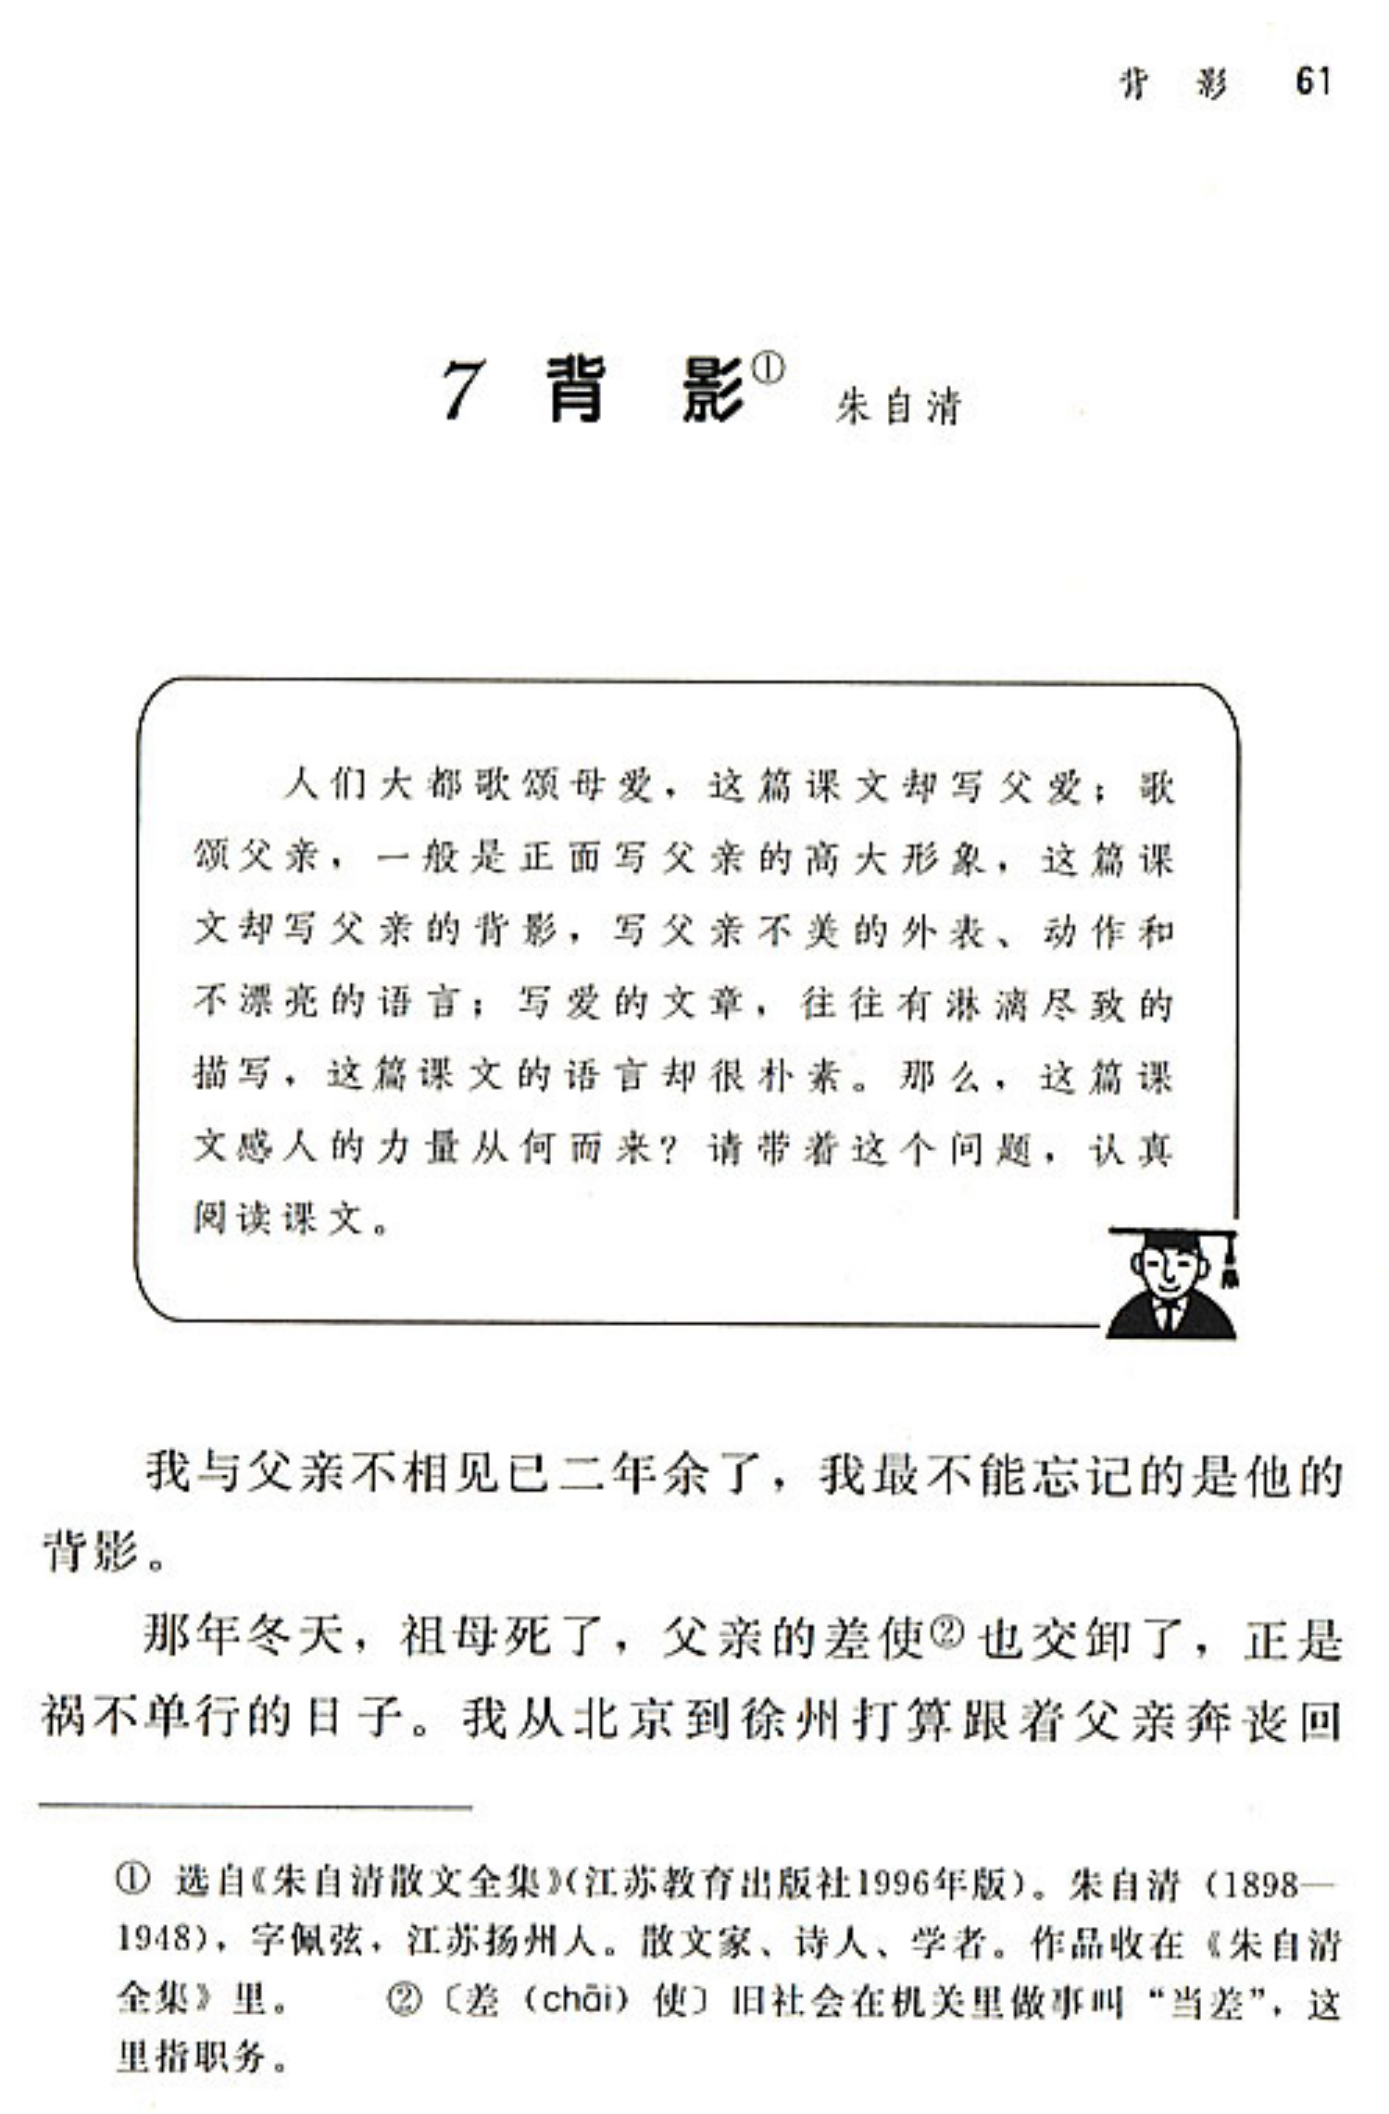 背 影 61
7 背 影① 朱自清
人们大都歌颂母爱，这篇课文却写父爱；歌
颂父亲，一般是正面写父亲的高大形象，这篇课
文却写父亲的背影，写父亲不美的外表、动作和
不漂亮的语言；写爱的文章，往往有淋漓尽致的
描写，这篇课文的语言却很朴素。那么，这篇课
文感人的力量从何而来？请带着这个问题，认真
阅读课文。
我与父亲不相见已二年余了，我最不能忘记的是他的
背影。
那年冬天，祖母死了，父亲的差使②也交卸了，正是
祸不单行的日子。我从北京到徐州打算跟着父亲奔丧回
① 选自《朱自清散文全集》（江苏教育出版社1996年版）。朱自清（1898—
1948），字佩弦，江苏扬州人。散文家、诗人、学者。作品收在《朱自清
全集》里。 ②〔差（chāi）使〕旧社会在机关里做事叫“当差”，这
里指职务。